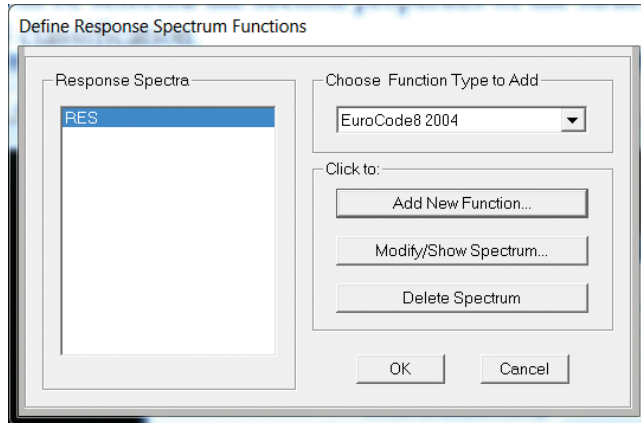 Define Response Spectrum Functions
Response Spectra
RES
Choose Function Type to Add
EuroCode8 2004
Click to:
Add New Function...
Modify/Show Spectrum...
Delete Spectrum
OK
Cancel